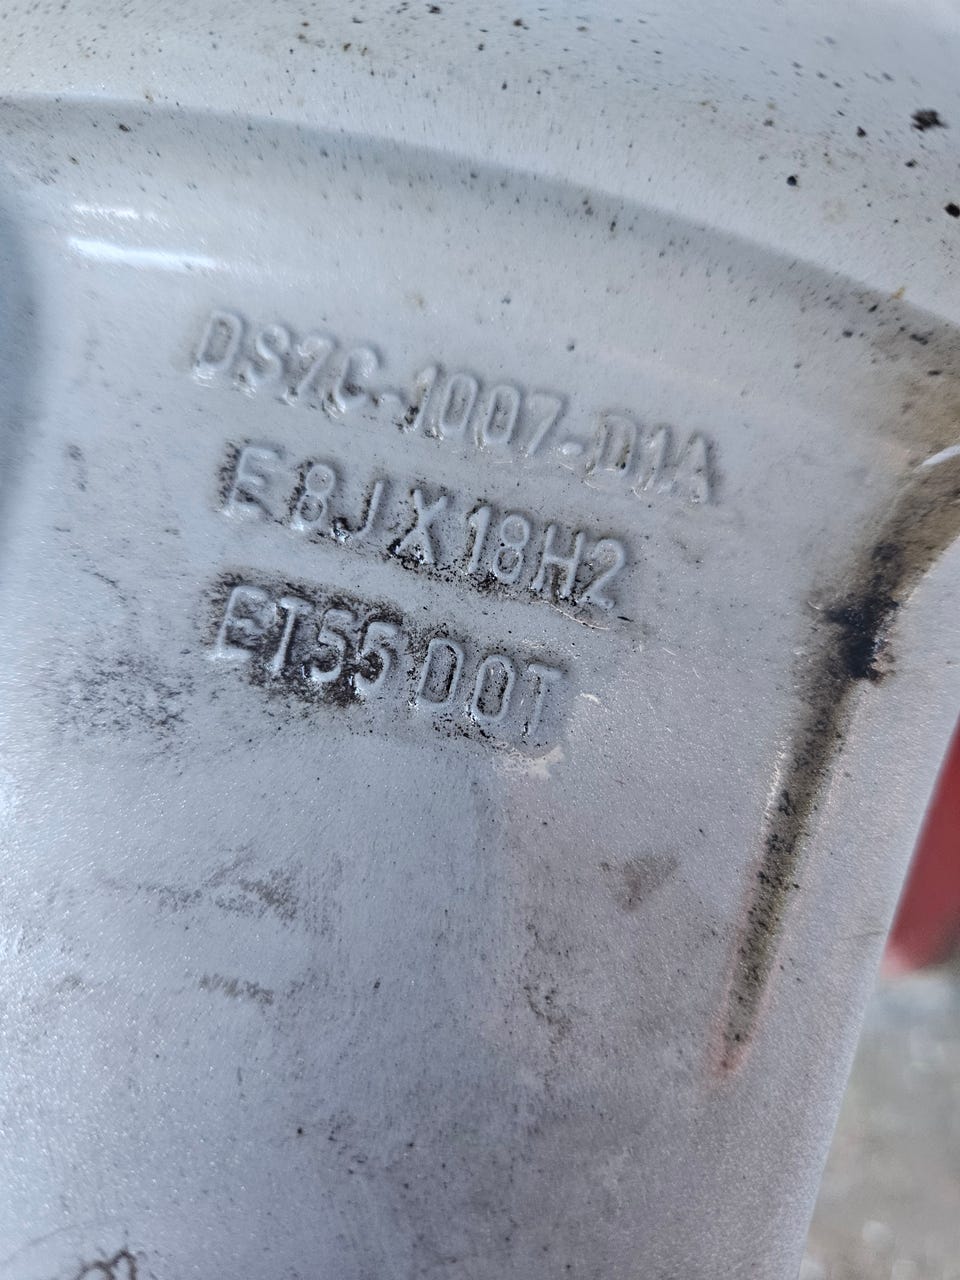 DS7C-1007-D1A
E 8J X 18H2
ET55 DOT